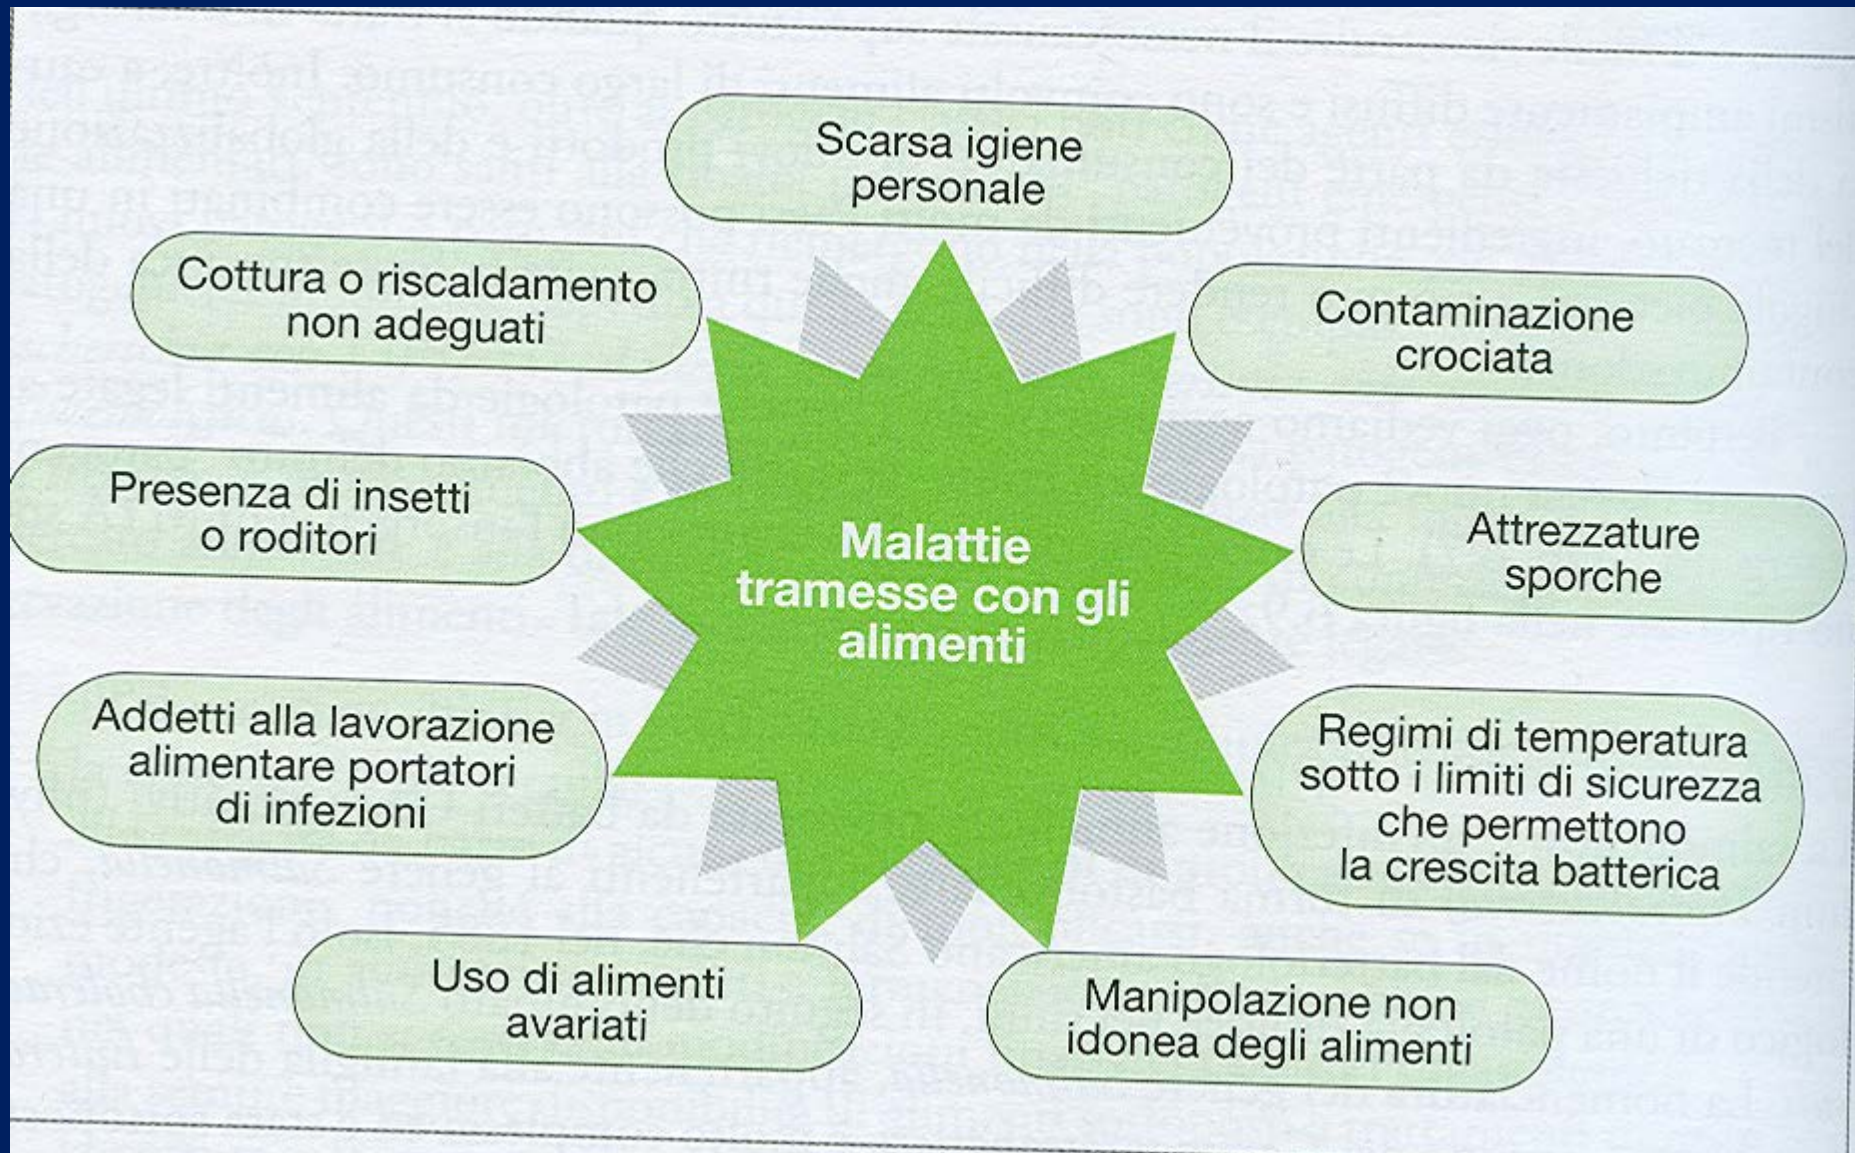 Scarsa igiene
personale
Cottura o riscaldamento
non adeguati
Contaminazione
crociata
Presenza di insetti
o roditori
Attrezzature
sporche
Malattie
tramesse con gli
alimenti
Addetti alla lavorazione
alimentare portatori
di infezioni
Regimi di temperatura
sotto i limiti di sicurezza
che permettono
la crescita batterica
Uso di alimenti
avariati
Manipolazione non
idonea degli alimenti